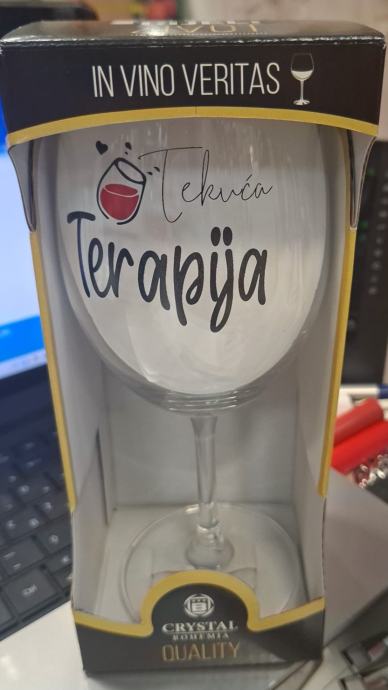 IN VINO VERITAS
Tekuća
Terapija
CRYSTAL
BOHEMIA
QUALITY